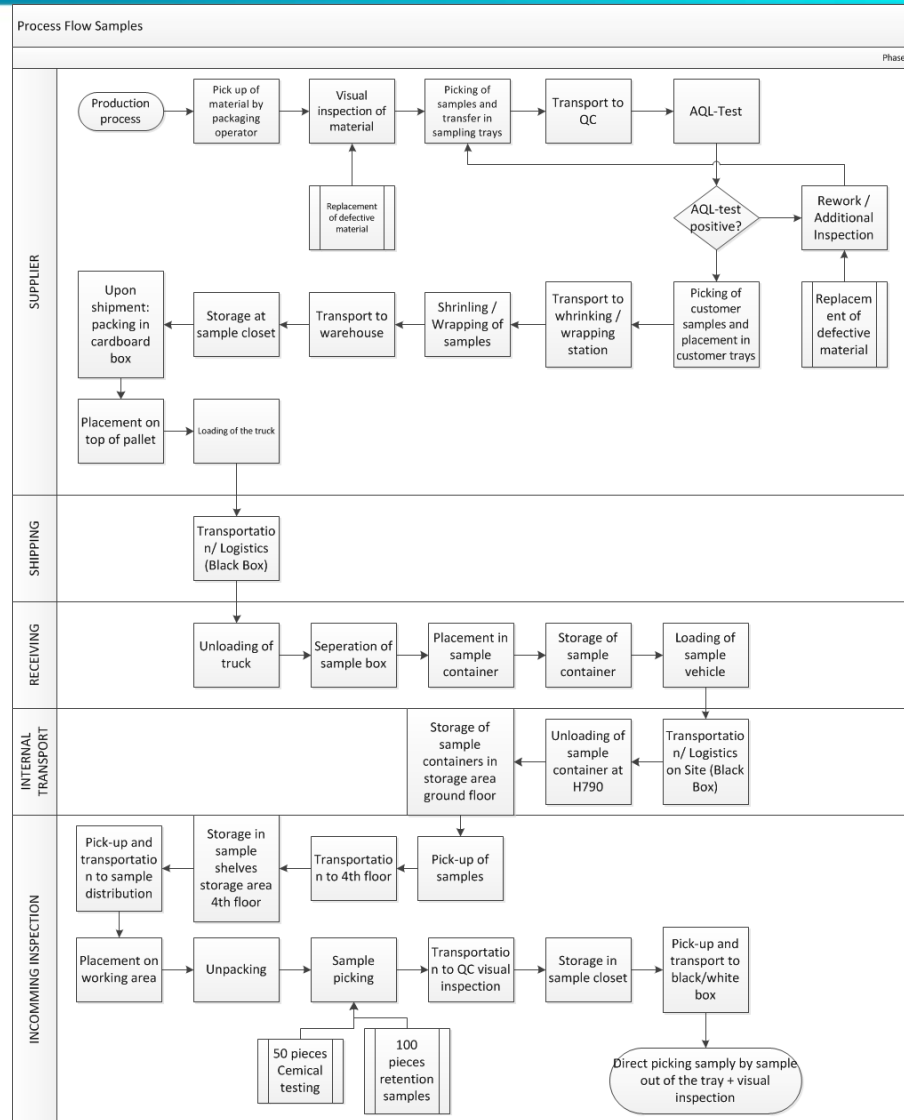 Process Flow Samples
Phase
SUPPLIER
Production
process
Pick up of
material by
packaging
operator
Visual
inspection of
material
Picking of
samples and
transfer in
sampling trays
Transport to
QC
AQL-Test
Replacement
of defective
material
AQL-test
positive?
Rework /
Additional
Inspection
Upon
shipment:
packing in
cardboard
box
Storage at
sample closet
Transport to
warehouse
Shrinling /
Wrapping of
samples
Transport to
whrinking /
wrapping
station
Picking of
customer
samples and
placement in
customer trays
Replacem
ent of
defective
material
Placement on
top of pallet
Loading of the truck
SHIPPING
Transportatio
n/ Logistics
(Black Box)
RECEIVING
Unloading of
truck
Seperation of
sample box
Placement in
sample
container
Storage of
sample
container
Loading of
sample
vehicle
INTERNAL
TRANSPORT
Storage of
sample
containers in
storage area
ground floor
Unloading of
sample
container at
H790
Transportatio
n/ Logistics
on Site (Black
Box)
INCOMMING INSPECTION
Pick-up and
transportatio
n to sample
distribution
Storage in
sample
shelves
storage area
4th floor
Transportatio
n to 4th floor
Pick-up of
samples
Placement on
working area
Unpacking
Sample
picking
Transportatio
n to QC visual
inspection
Storage in
sample closet
Pick-up and
transport to
black/white
box
50 pieces
Cemical
testing
100
pieces
retention
samples
Direct picking samply by sample
out of the tray + visual
inspection